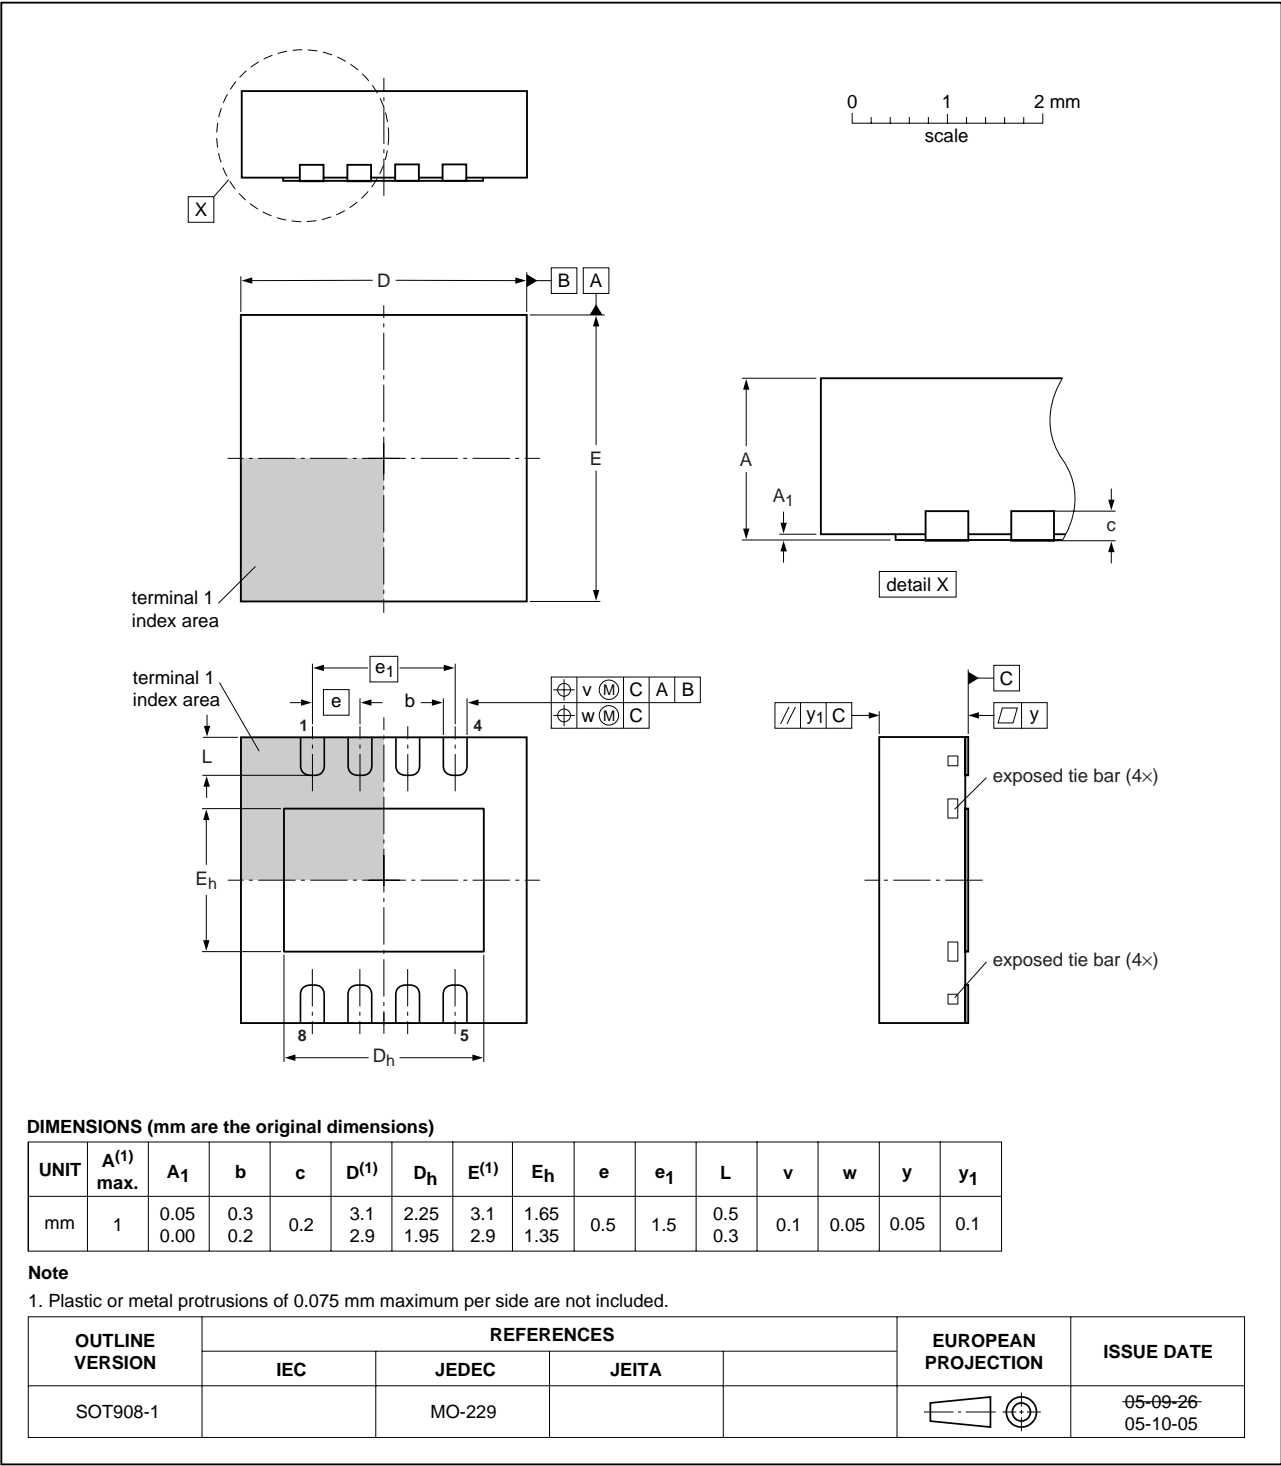 0 1 2 mm
scale
X
D B A
E
A
A1
c
detail X
terminal 1
index area
terminal 1
index area
e1
e b
v M C A B
w M C
1 4
L
Eh
8 5
Dh
C
// y1 C
y
exposed tie bar (4×)
exposed tie bar (4×)
DIMENSIONS (mm are the original dimensions)
UNIT A(1) max. A1 b c D(1) Dh E(1) Eh e e1 L v w y y1
mm 1 0.05 0.00 0.3 0.2 0.2 3.1 2.9 2.25 1.95 3.1 2.9 1.65 1.35 0.5 1.5 0.5 0.3 0.1 0.05 0.05 0.1
Note
1. Plastic or metal protrusions of 0.075 mm maximum per side are not included.
OUTLINE VERSION REFERENCES EUROPEAN PROJECTION ISSUE DATE
IEC JEDEC JEITA
SOT908-1 MO-229 05-09-26
05-10-05